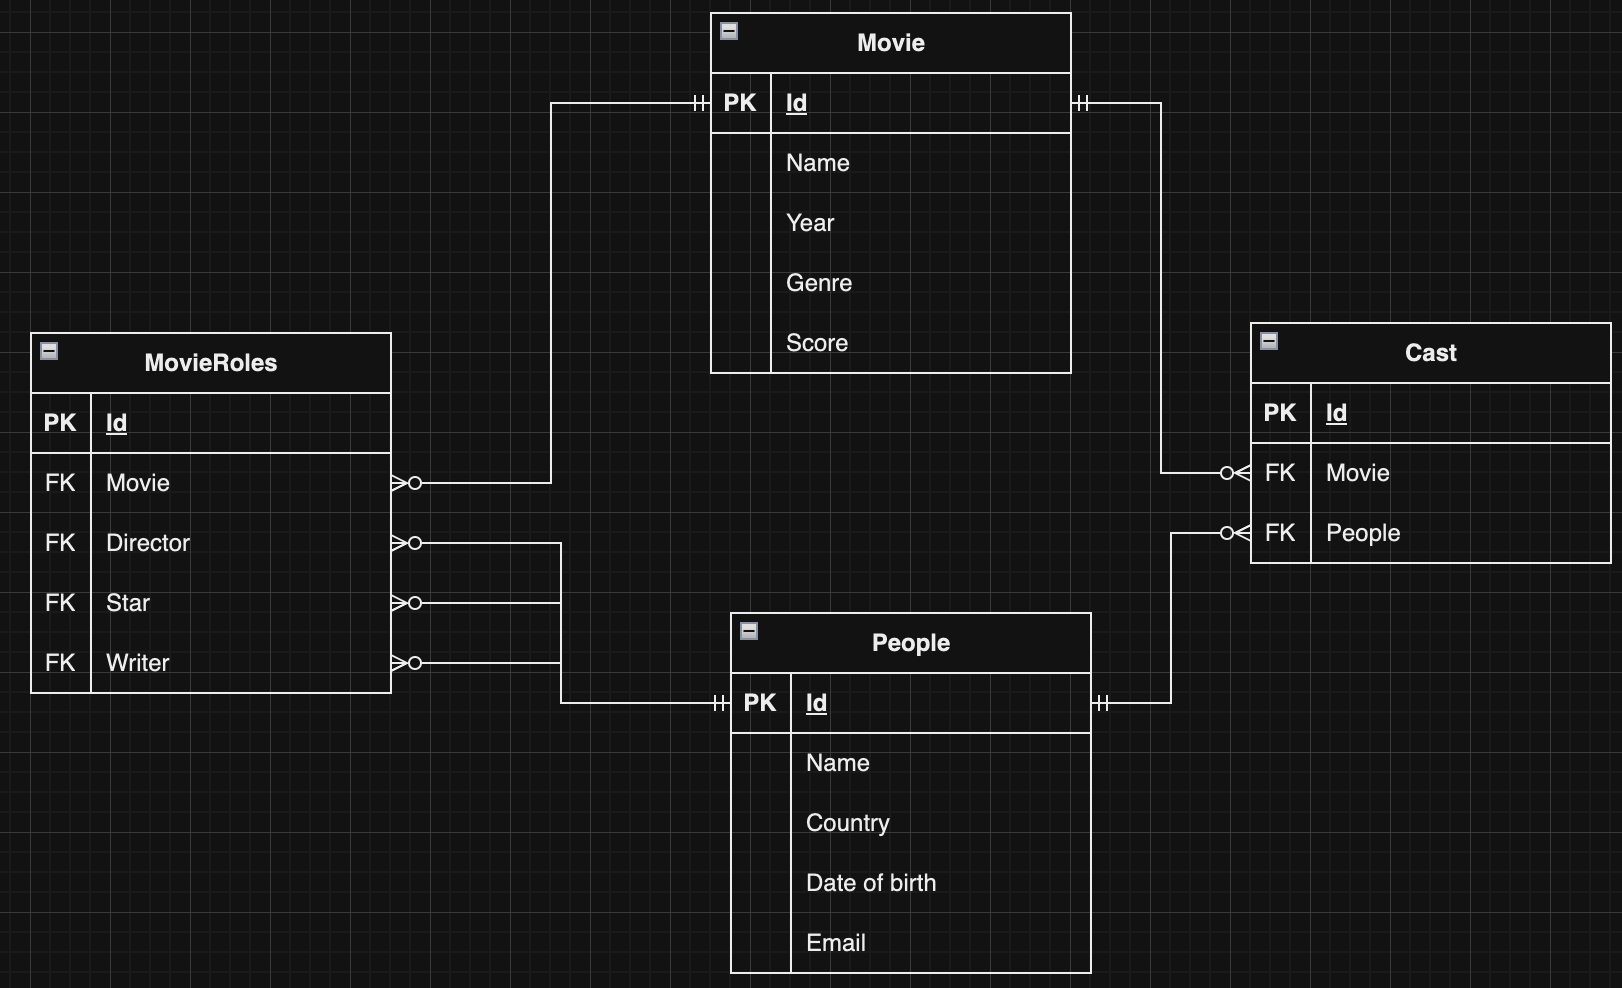 Movie
PK Id
Name
Year
Genre
Score
MovieRoles
PK Id
FK Movie
FK Director
FK Star
FK Writer
Cast
PK Id
FK Movie
FK People
People
PK Id
Name
Country
Date of birth
Email